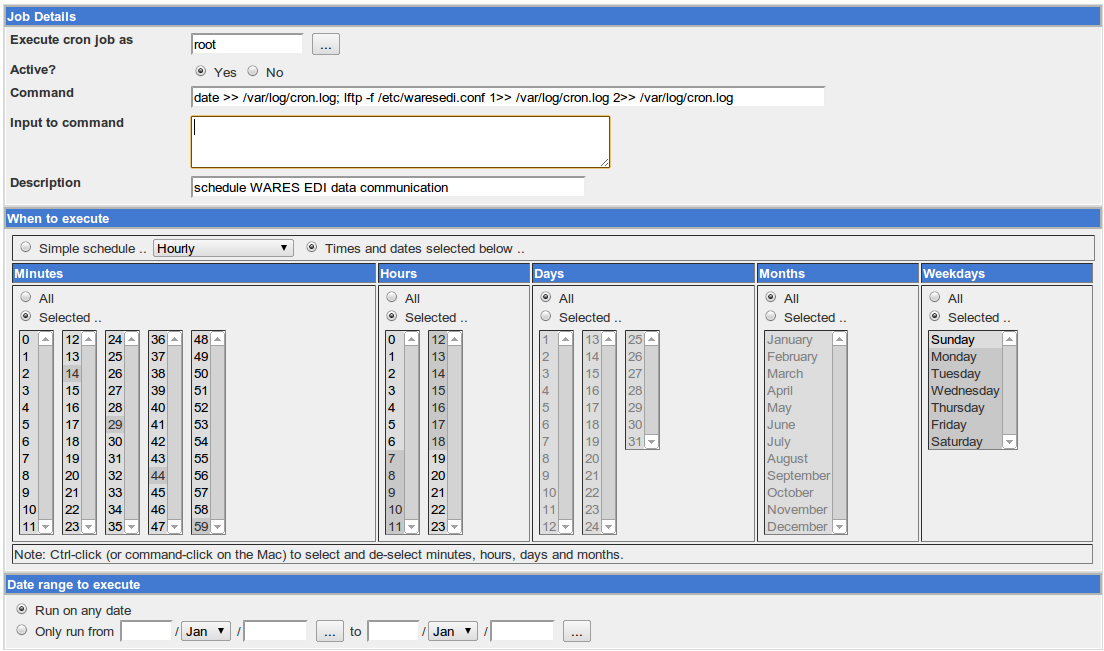 Job Details
Execute cron job as root ...
Active? Yes No
Command date >> /var/log/cron.log; lftp -f /etc/waresedi.conf 1>> /var/log/cron.log 2>> /var/log/cron.log
Input to command
Description schedule WARES EDI data communication
When to execute
Simple schedule .. Hourly Times and dates selected below ..
Minutes Hours Days Months Weekdays
All All All All All
Selected .. Selected .. Selected .. Selected .. Selected ..
0 12 24 36 48 0 12 1 13 25 January Sunday
1 13 25 37 49 1 13 2 14 26 February Monday
2 14 26 38 50 2 14 3 15 27 March Tuesday
3 15 27 39 51 3 15 4 16 28 April Wednesday
4 16 28 40 52 4 16 5 17 29 May Thursday
5 17 29 41 53 5 17 6 18 30 June Friday
6 18 30 42 54 6 18 7 19 31 July Saturday
7 19 31 43 55 7 19 8 20 August
8 20 32 44 56 8 20 9 21 September
9 21 33 45 57 9 21 10 22 October
10 22 34 46 58 10 22 11 23 November
11 23 35 47 59 11 23 12 24 December
Note: Ctrl-click (or command-click on the Mac) to select and de-select minutes, hours, days and months.
Date range to execute
Run on any date
Only run from / Jan / ... to / Jan / ...